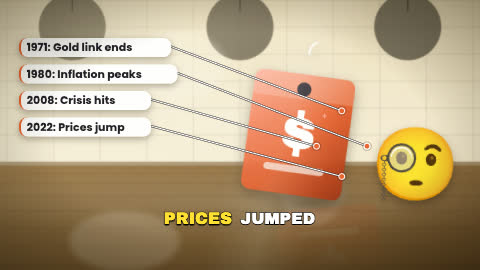 1971: Gold link ends
1980: Inflation peaks
2008: Crisis hits
2022: Prices jump
$
PRICES JUMPED